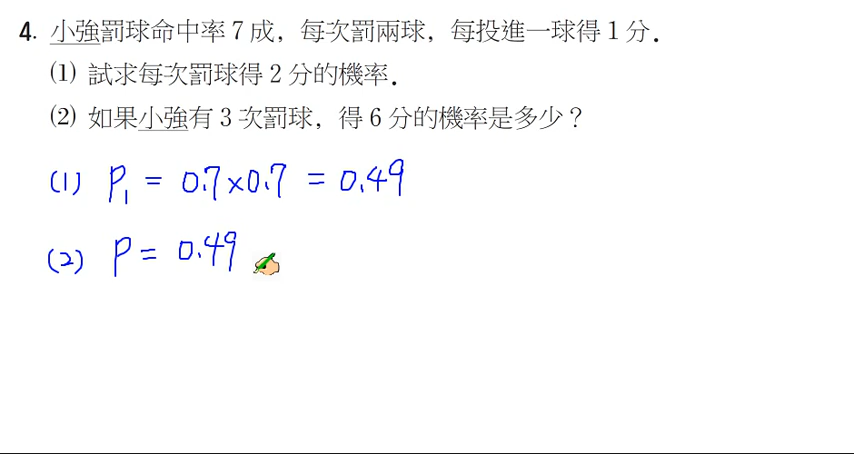 4. 小強罰球命中率 7 成，每次罰兩球，每投進一球得 1 分．
⑴ 試求每次罰球得 2 分的機率．
⑵ 如果小強有 3 次罰球，得 6 分的機率是多少？
(1) P₁ = 0.7×0.7 = 0.49
(2) P = 0.49